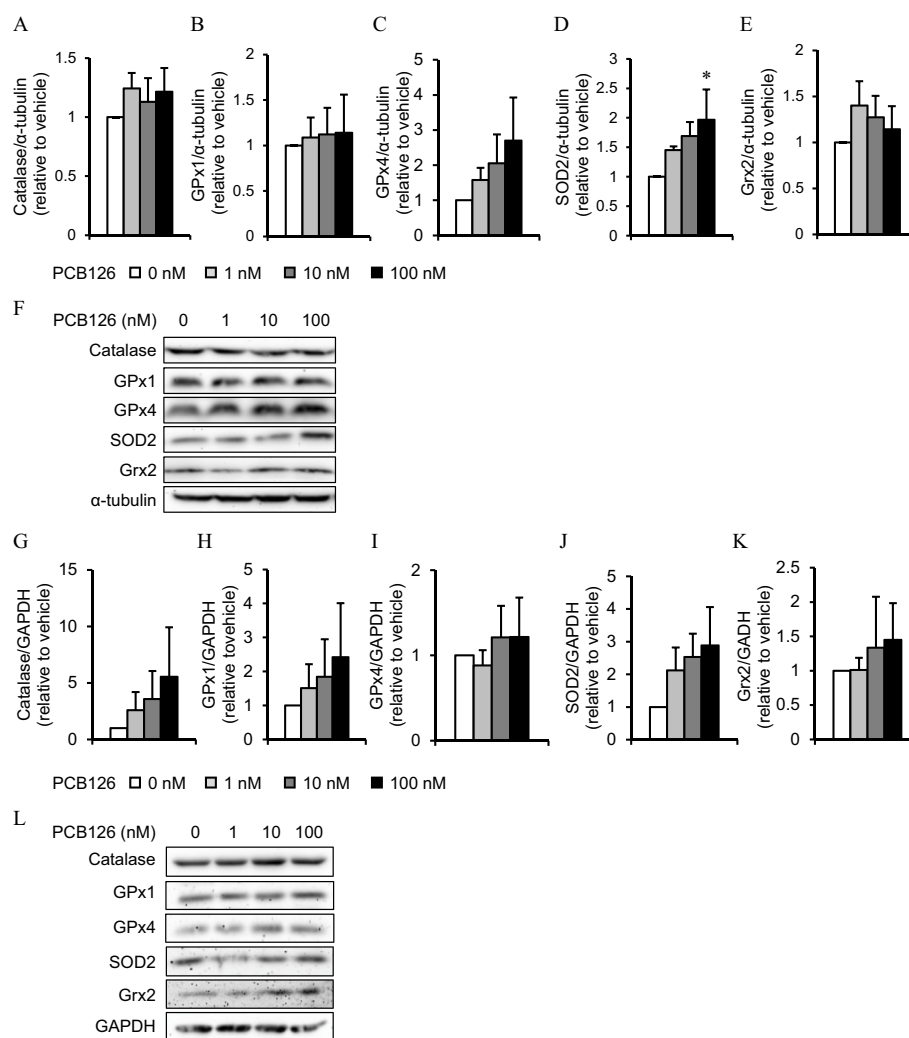 A
Catalase/α-tubulin
(relative to vehicle)
1.5
1
0.5
0
B
GPx1/α-tubulin
(relative to vehicle)
2
1.5
1
0.5
0
C
GPx4/α-tubulin
(relative to vehicle)
5
4
3
2
1
0
D
SOD2/α-tubulin
(relative to vehicle)
3
2.5
2
1.5
1
0.5
0
*
E
Grx2/α-tubulin
(relative to vehicle)
2
1.5
1
0.5
0
PCB126 0 nM 1 nM 10 nM 100 nM
F
PCB126 (nM) 0 1 10 100
Catalase
GPx1
GPx4
SOD2
Grx2
α-tubulin
G
Catalase/GAPDH
(relative to vehicle)
15
10
5
0
H
GPx1/GAPDH
(relative tovehicle)
5
4
3
2
1
0
I
GPx4/GAPDH
(relative to vehicle)
2
1
0
J
SOD2/GAPDH
(relative to vehicle)
5
4
3
2
1
0
K
Grx2/GADH
(relative to vehicle)
2.5
2
1.5
1
0.5
0
PCB126 0 nM 1 nM 10 nM 100 nM
L
PCB126 (nM) 0 1 10 100
Catalase
GPx1
GPx4
SOD2
Grx2
GAPDH